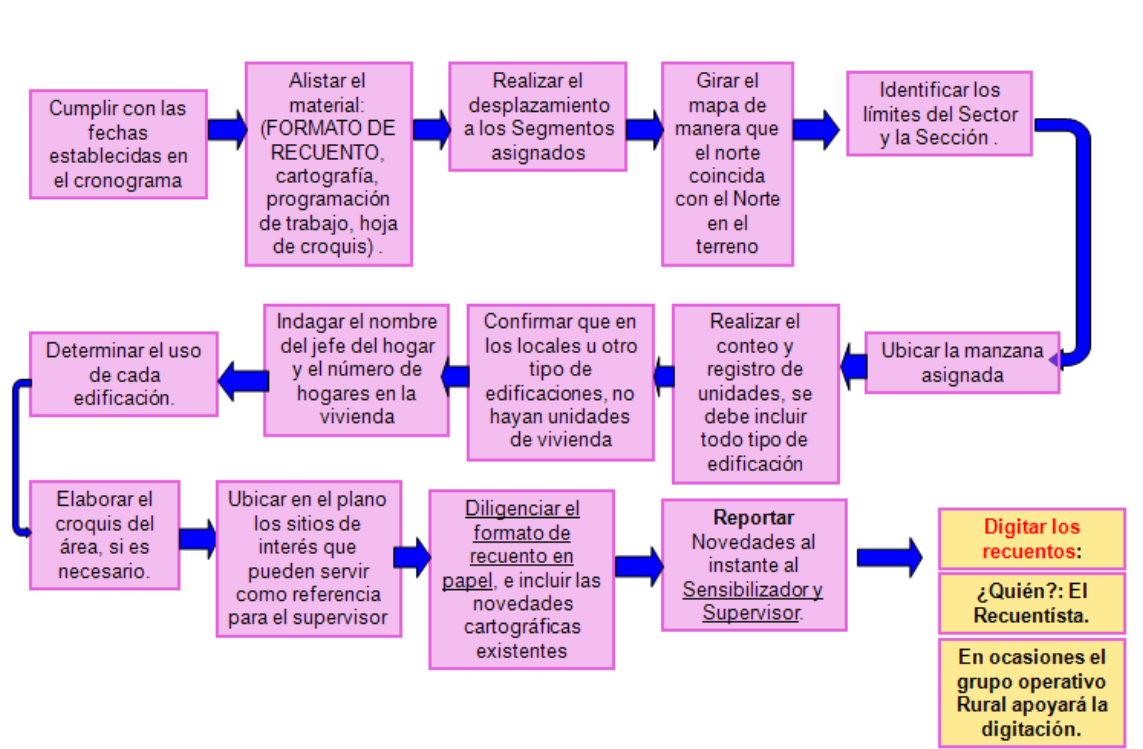 Cumplir con las
fechas
establecidas en
el cronograma
Alistar el
material:
(FORMATO DE
RECUENTO,
cartografía,
programación
de trabajo, hoja
de croquis) .
Realizar el
desplazamiento
a los Segmentos
asignados
Girar el
mapa de
manera que
el norte
coincida
con el Norte
en el
terreno
Identificar los
límites del Sector
y la Sección .
Ubicar la manzana
asignada
Realizar el
conteo y
registro de
unidades, se
debe incluir
todo tipo de
edificación
Confirmar que en
los locales u otro
tipo de
edificaciones, no
hayan unidades
de vivienda
Indagar el nombre
del jefe del hogar
y el número de
hogares en la
vivienda
Determinar el uso
de cada
edificación.
Elaborar el
croquis del
área, si es
necesario.
Ubicar en el plano
los sitios de
interés que
pueden servir
como referencia
para el supervisor
Diligenciar el
formato de
recuento en
papel, e incluir las
novedades
cartográficas
existentes
Reportar
Novedades al
instante al
Sensibilizador y
Supervisor.
Digitar los
recuentos:
¿Quién?: El
Recuentísta.
En ocasiones el
grupo operativo
Rural apoyará la
digitación.